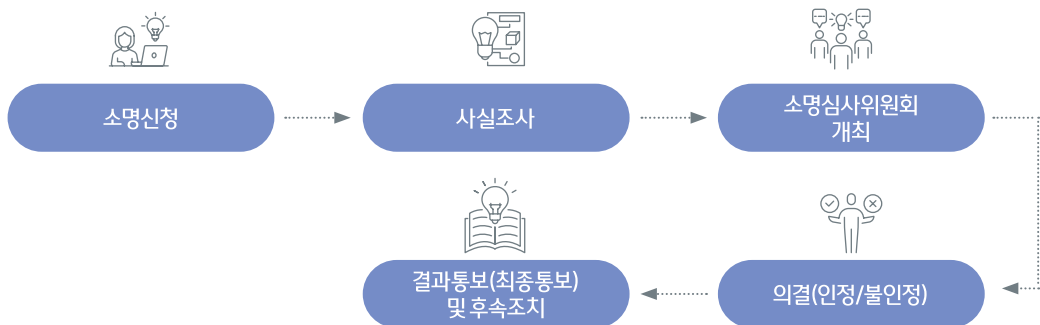 소명신청
사실조사
소명심사위원회
개최
의결(인정/불인정)
결과통보(최종통보)
및 후속조치